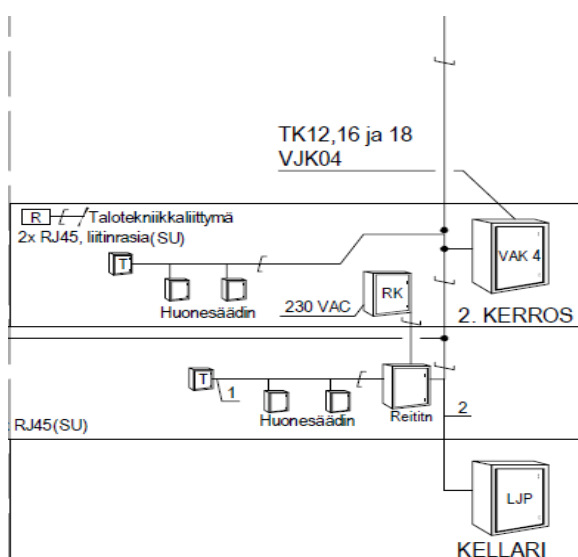 TK12,16 ja 18
VJK04
R Talotekniikkaliittymä
2x RJ45, liitinrasia(SU)
T
VAK 4
Huonesäädin
230 VAC
RK
2. KERROS
T
1
Huonesäädin
Reititn
2
RJ45(SU)
LJP
KELLARI